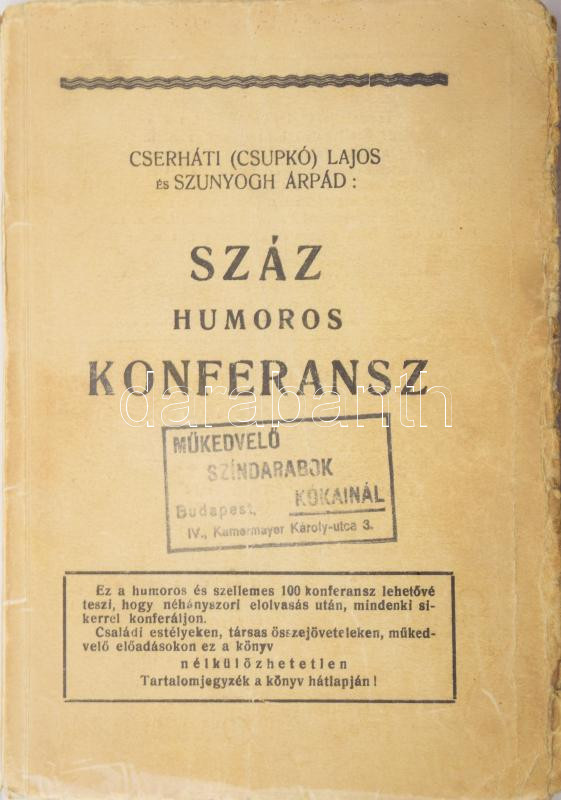 CSERHÁTI (CSUPKÓ) LAJOS
ÉS SZUNYOGH ÁRPÁD :
SZÁZ
HUMOROS
KONFERANSZ
darabanth
MŰKEDVELŐ
SZÍNDARABOK
KÓKAINÁL
Budapest,
IV., Kamermayer Károly-utca 3.
Ez a humoros és szellemes 100 konferansz lehetővé
teszi, hogy néhányszori elolvasás után, mindenki si-
kerrel konferáljon.
Családi estélyeken, társas összejöveteleken, műked-
velő előadásokon ez a könyv
nélkülözhetetlen
Tartalomjegyzék a könyv hátlapján !